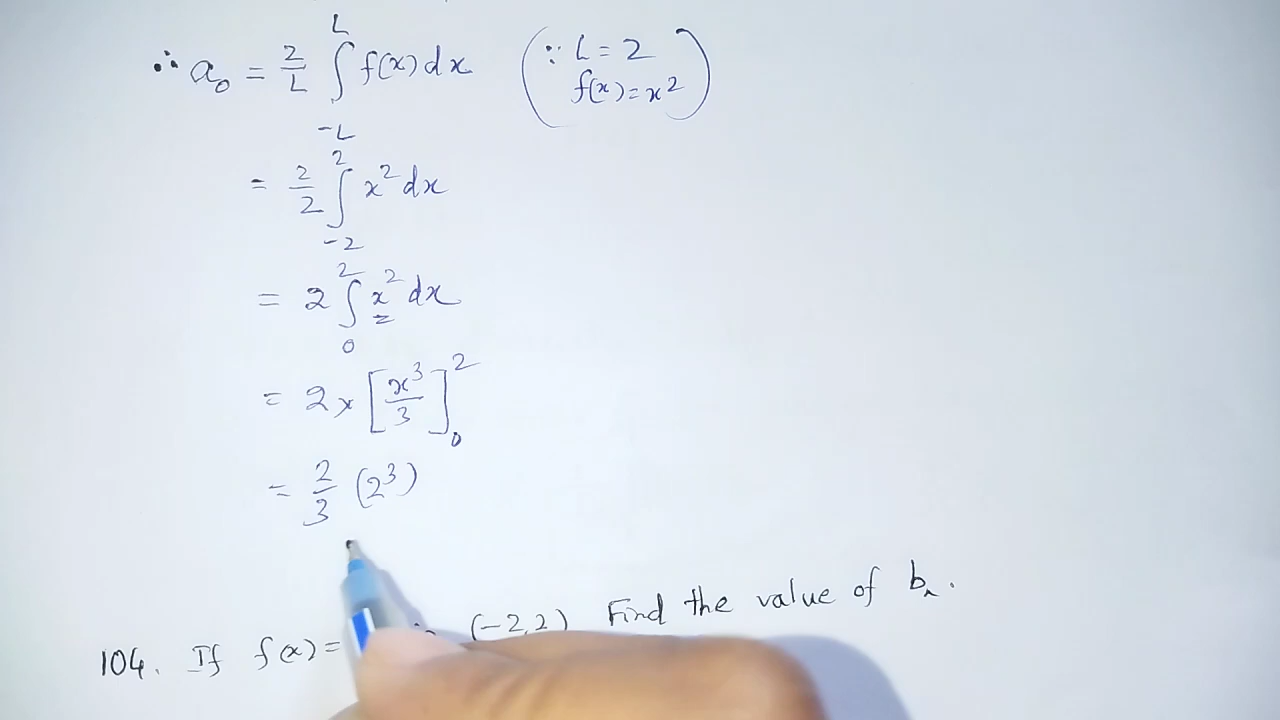 ∴ a₀ = 2/L ∫_{-L}^{L} f(x) dx (∵ L = 2
f(x) = x²)
= 2/2 ∫_{-2}^{2} x² dx
= 2 ∫_{0}^{2} x² dx
= 2 × [x³/3]_{0}^{2}
= 2/3 (2³)
104. If f(x) = (-2,2) Find the value of bₙ.